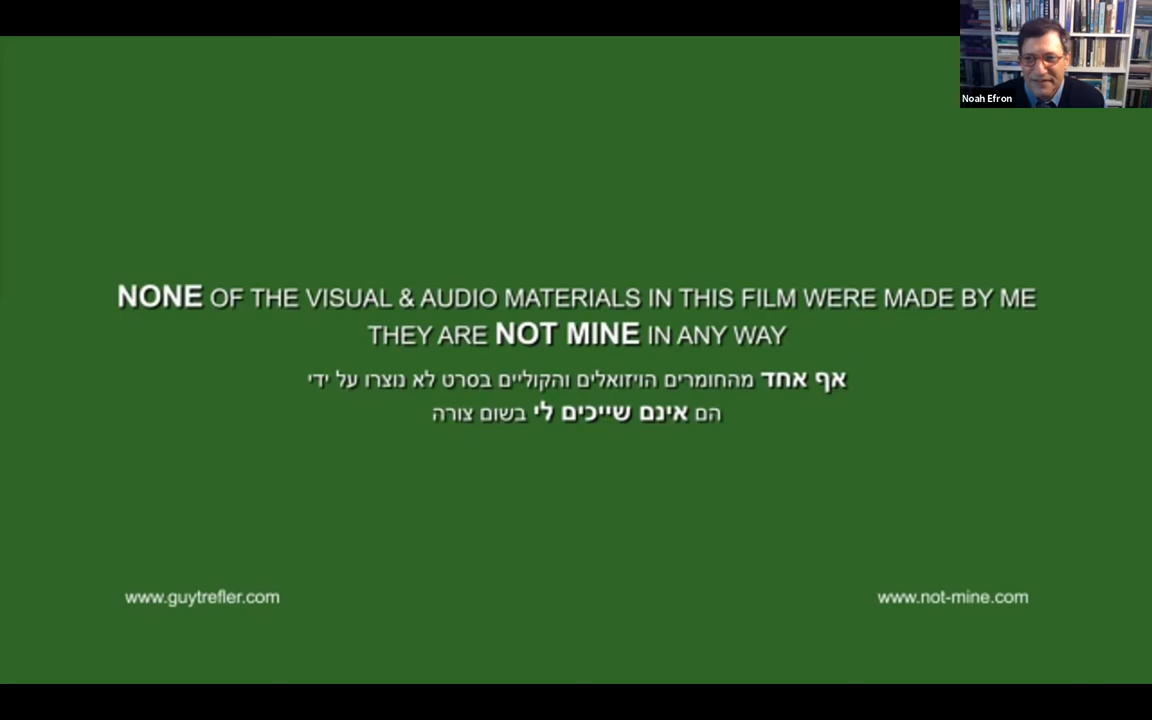 Noah Efron
NONE OF THE VISUAL & AUDIO MATERIALS IN THIS FILM WERE MADE BY ME
THEY ARE NOT MINE IN ANY WAY
אף אחד מהחומרים הויזואלים והקוליים בסרט לא נוצרו על ידי
הם אינם שייכים לי בשום צורה
www.guytrefler.com
www.not-mine.com